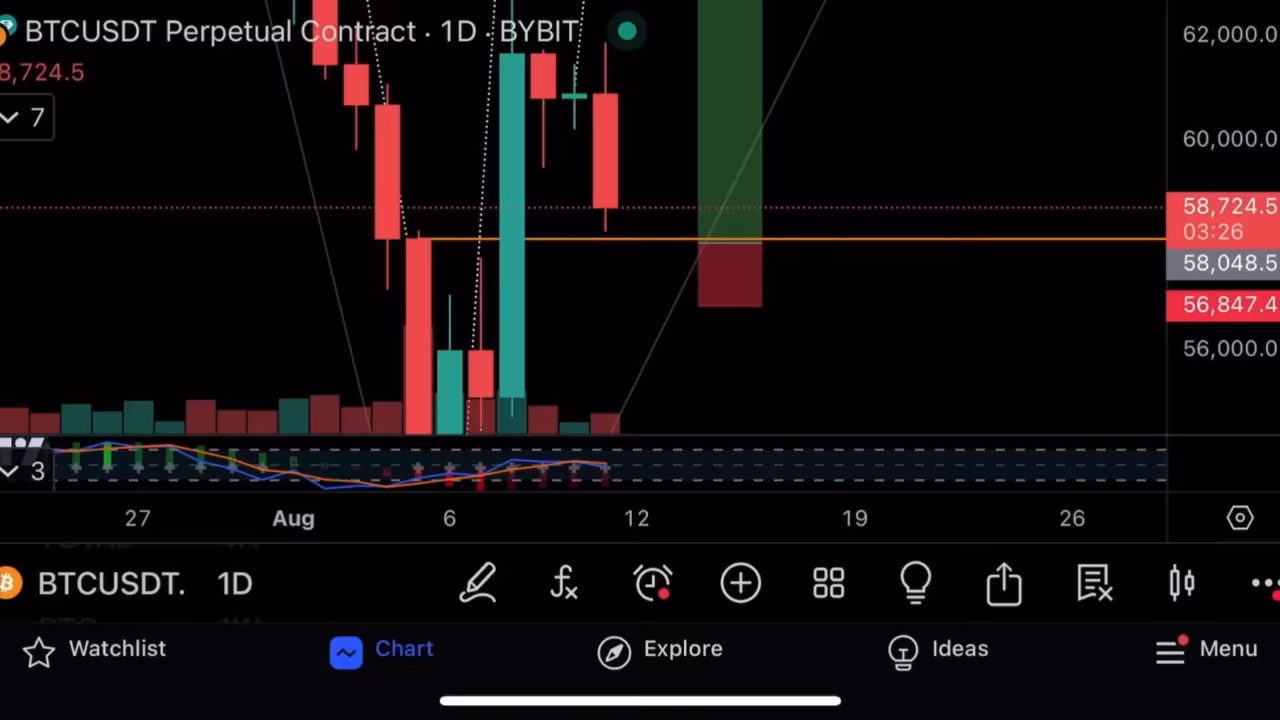 BTCUSDT Perpetual Contract · 1D · BYBIT
62,000.0
8,724.5
7
60,000.0
58,724.5
03:26
58,048.5
56,847.4
56,000.0
3
27 Aug 6 12 19 26
BTCUSDT. 1D
Watchlist Chart Explore Ideas Menu